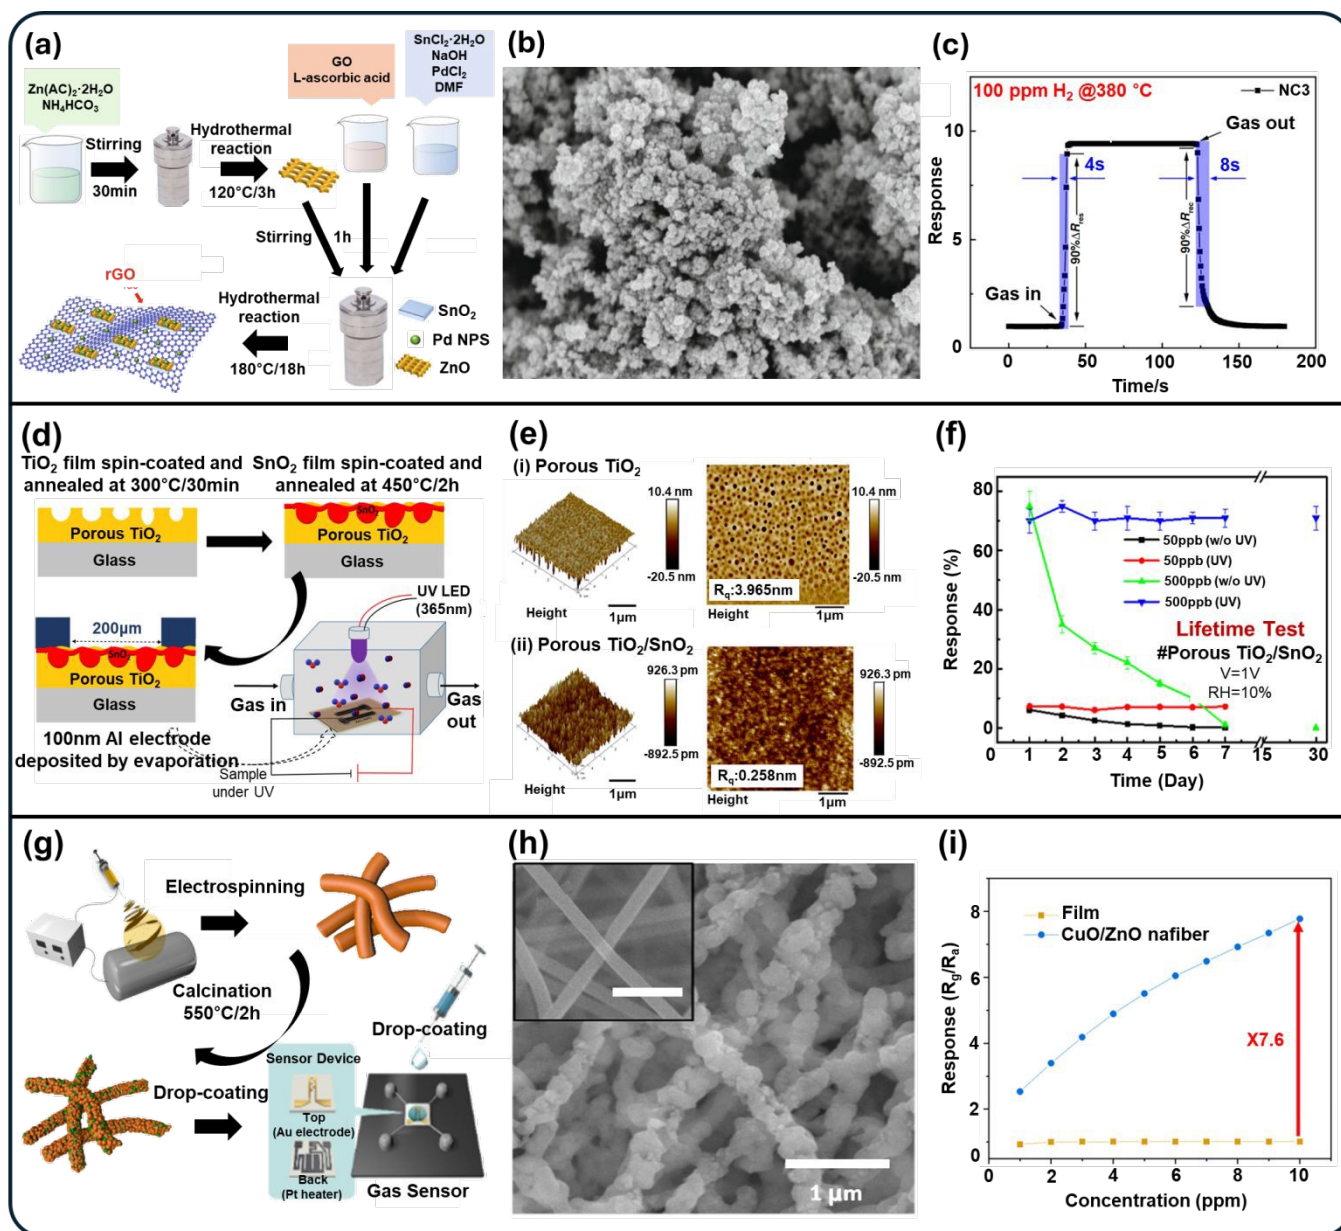 (a)
Zn(AC)₂·2H₂O
NH₄HCO₃
GO
L-ascorbic acid
SnCl₂·2H₂O
NaOH
PdCl₂
DMF
Stirring
30min
Hydrothermal
reaction
120°C/3h
Stirring 1h
rGO
Hydrothermal
reaction
180°C/18h
SnO₂
Pd NPS
ZnO
(b)
(c)
100 ppm H₂ @380 °C
NC3
Gas out
4s
8s
90%ΔRres
90%ΔRrec
Gas in
Response
10
5
0
0 50 100 150 200
Time/s
(d)
TiO₂ film spin-coated and
annealed at 300°C/30min
SnO₂ film spin-coated and
annealed at 450°C/2h
Porous TiO₂
Glass
SnO₂
Porous TiO₂
Glass
200μm
SnO₂
Porous TiO₂
Glass
100nm Al electrode
deposited by evaporation
UV LED
(365nm)
Gas in
Gas
out
Sample
under UV
(e)
(i) Porous TiO₂
10.4 nm
-20.5 nm
Height
1μm
Rq:3.965nm
10.4 nm
-20.5 nm
Height
1μm
(ii) Porous TiO₂/SnO₂
926.3 pm
-892.5 pm
Height
1μm
Rq:0.258nm
926.3 pm
-892.5 pm
Height
1μm
(f)
Response (%)
80
60
40
20
0
50ppb (w/o UV)
50ppb (UV)
500ppb (w/o UV)
500ppb (UV)
Lifetime Test
#Porous TiO₂/SnO₂
V=1V
RH=10%
1 2 3 4 5 6 7 15 30
Time (Day)
(g)
Electrospinning
Calcination
550°C/2h
Drop-coating
Drop-coating
Sensor Device
Top
(Au electrode)
Back
(Pt heater)
Gas Sensor
(h)
1 μm
(i)
Response (Rg/Ra)
8
6
4
2
0
Film
CuO/ZnO nafiber
X7.6
0 2 4 6 8 10
Concentration (ppm)